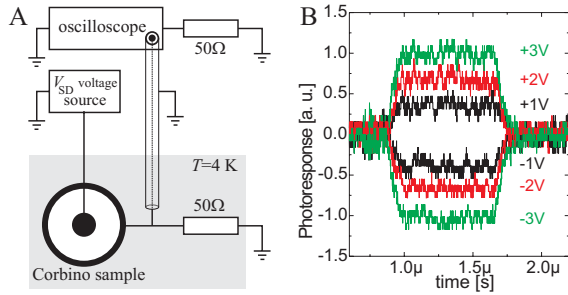 A
oscilloscope
50Ω
V_SD voltage
source
T=4 K
50Ω
Corbino sample
B
Photoresponse [a. u.]
1.5
1.0
0.5
0.0
-0.5
-1.0
-1.5
+3V
+2V
+1V
-1V
-2V
-3V
1.0µ 1.5µ 2.0µ
time [s]